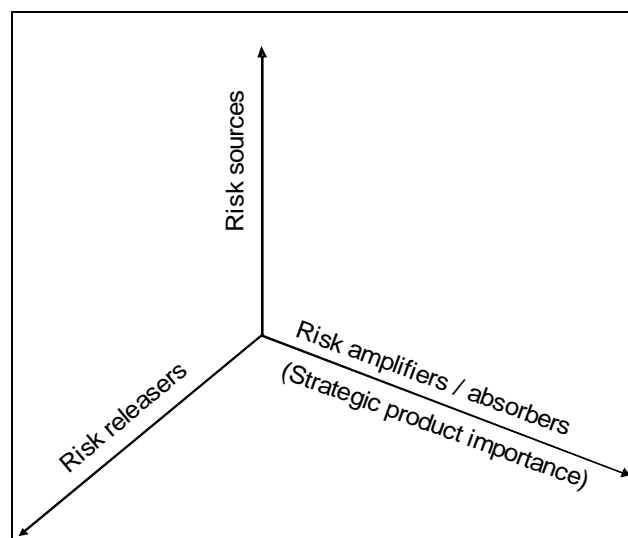 Risk sources
Risk amplifiers / absorbers
(Strategic product importance)
Risk releasers